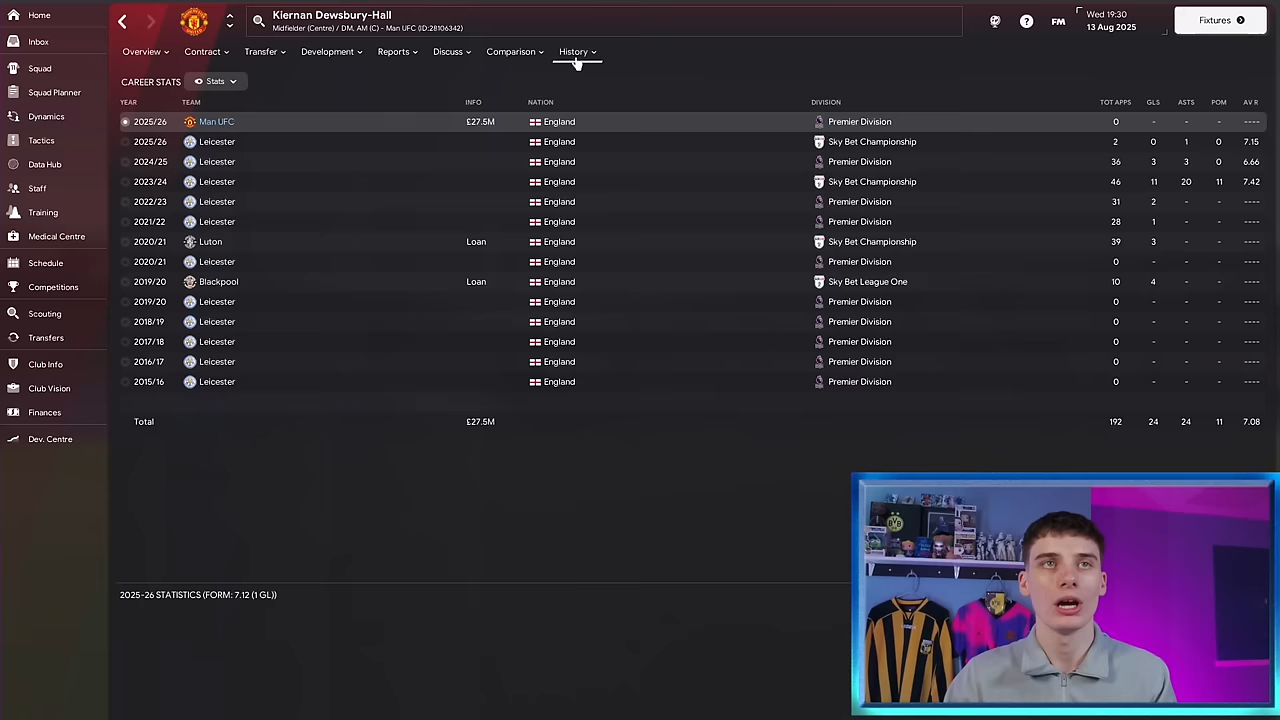 Home
Inbox
Squad
Squad Planner
Dynamics
Tactics
Data Hub
Staff
Training
Medical Centre
Schedule
Competitions
Scouting
Transfers
Club Info
Club Vision
Finances
Dev. Centre
Kiernan Dewsbury-Hall
Midfielder (Centre) / DM, AM (C) - Man UFC (ID:28106342)
FM
Wed 19:30
13 Aug 2025
Fixtures
Overview Contract Transfer Development Reports Discuss Comparison History
CAREER STATS Stats
YEAR TEAM INFO NATION DIVISION TOT APPS GLS ASTS POM AV R
2025/26 Man UFC £27.5M England Premier Division 0 - - - ----
2025/26 Leicester England Sky Bet Championship 2 0 1 0 7.15
2024/25 Leicester England Premier Division 36 3 3 0 6.66
2023/24 Leicester England Sky Bet Championship 46 11 20 11 7.42
2022/23 Leicester England Premier Division 31 2 - - ----
2021/22 Leicester England Premier Division 28 1 - - ----
2020/21 Luton Loan England Sky Bet Championship 39 3 - - ----
2020/21 Leicester England Premier Division 0 - - - ----
2019/20 Blackpool Loan England Sky Bet League One 10 4 - - ----
2019/20 Leicester England Premier Division 0 - - - ----
2018/19 Leicester England Premier Division 0 - - - ----
2017/18 Leicester England Premier Division 0 - - - ----
2016/17 Leicester England Premier Division 0 - - - ----
2015/16 Leicester England Premier Division 0 - - - ----
Total £27.5M 192 24 24 11 7.08
2025-26 STATISTICS (FORM: 7.12 (1 GL))
BVB